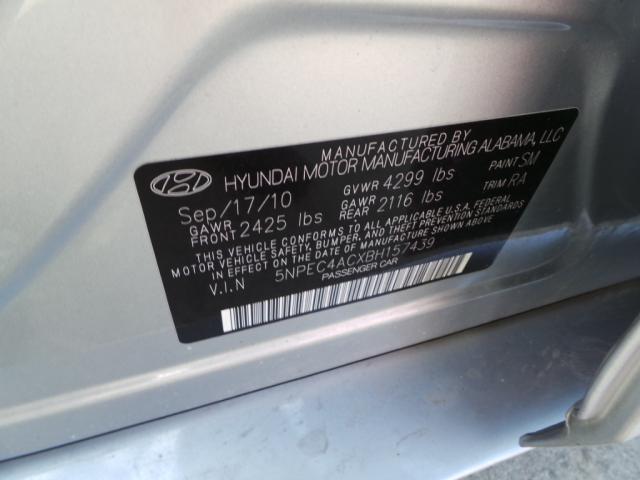 MANUFACTURED BY
HYUNDAI MOTOR MANUFACTURING ALABAMA, LLC
Sep/17/10 GVWR 4299 lbs PAINT SM
GAWR FRONT 2425 lbs GAWR REAR 2116 lbs TRIM RA
THIS VEHICLE CONFORMS TO ALL APPLICABLE U.S.A. FEDERAL
MOTOR VEHICLE SAFETY, BUMPER, AND THEFT PREVENTION STANDARDS
IN EFFECT ON THE DATE OF MANUFACTURE SHOWN ABOVE.
V.I.N 5NPEC4ACXBH157439
PASSENGER CAR